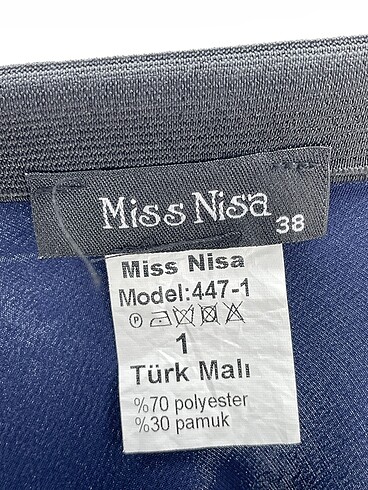 Miss Nisa 38
Miss Nisa
Model:447-1
P
1
Türk Malı
%70 polyester
%30 pamuk